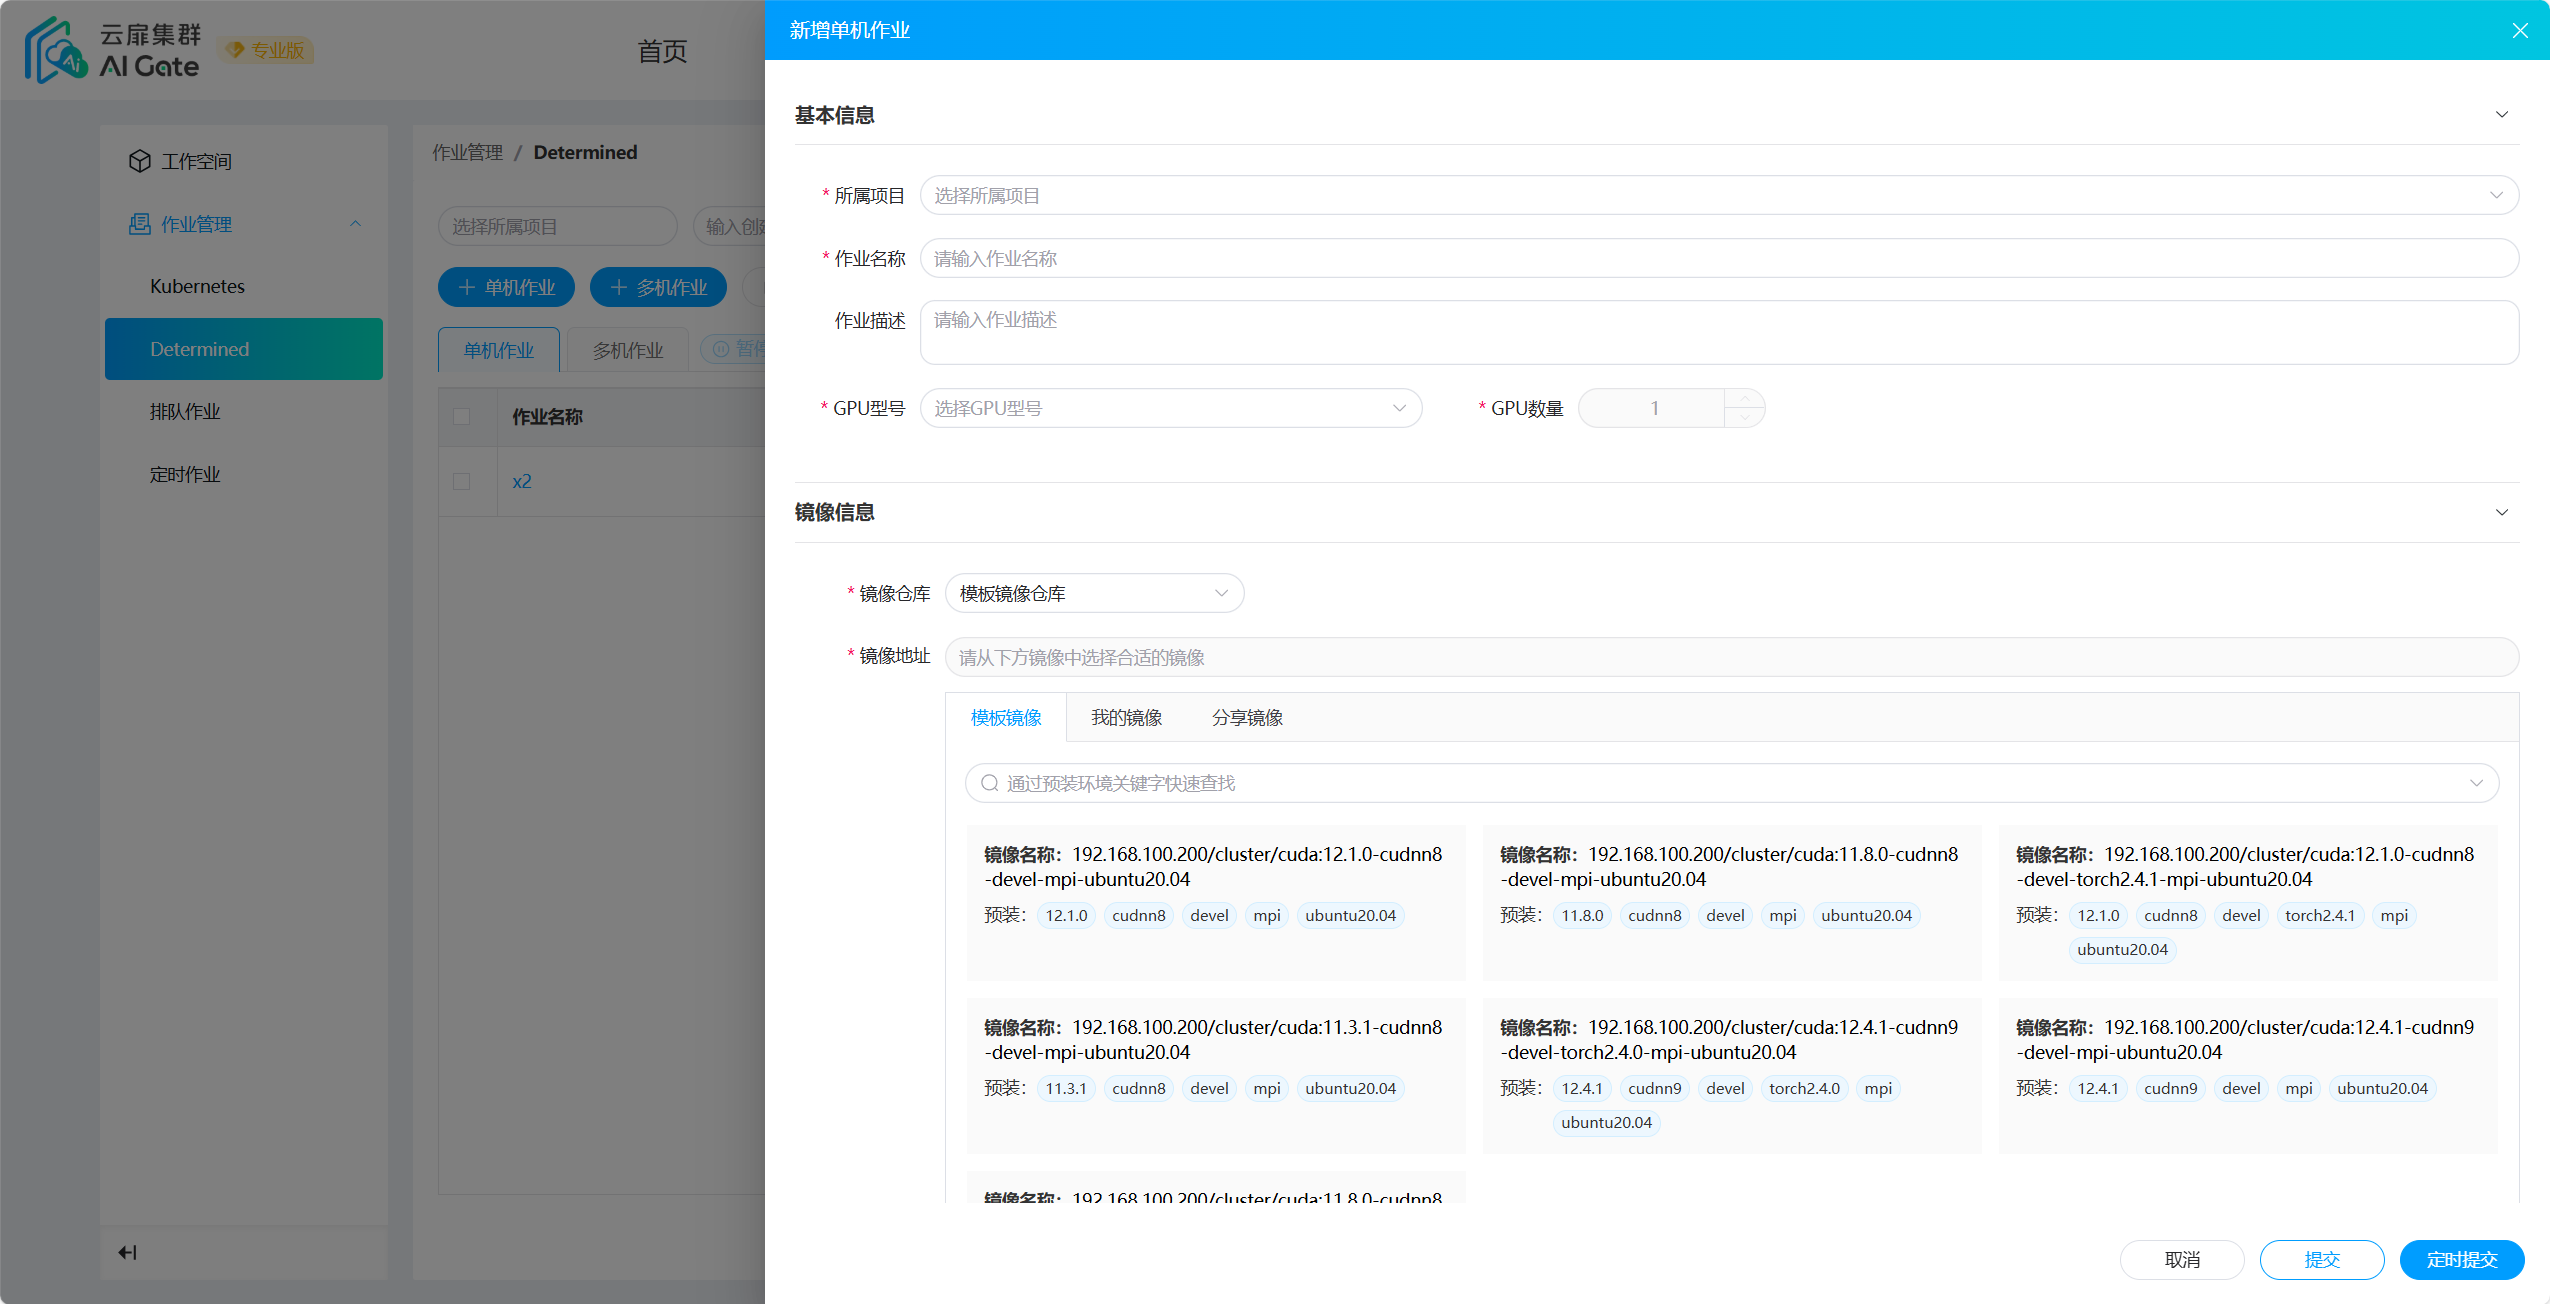 云扉集群
AI Gate
专业版
首页
工作空间
作业管理
Kubernetes
Determined
排队作业
定时作业
作业管理 / Determined
选择所属项目
输入创
单机作业
多机作业
单机作业
多机作业
暂停
作业名称
x2
新增单机作业
基本信息
* 所属项目
选择所属项目
* 作业名称
请输入作业名称
作业描述
请输入作业描述
* GPU型号
选择GPU型号
* GPU数量
1
镜像信息
* 镜像仓库
模板镜像仓库
* 镜像地址
请从下方镜像中选择合适的镜像
模板镜像
我的镜像
分享镜像
通过预装环境关键字快速查找
镜像名称：192.168.100.200/cluster/cuda:12.1.0-cudnn8
-devel-mpi-ubuntu20.04
预装： 12.1.0 cudnn8 devel mpi ubuntu20.04
镜像名称：192.168.100.200/cluster/cuda:11.8.0-cudnn8
-devel-mpi-ubuntu20.04
预装： 11.8.0 cudnn8 devel mpi ubuntu20.04
镜像名称：192.168.100.200/cluster/cuda:12.1.0-cudnn8
-devel-torch2.4.1-mpi-ubuntu20.04
预装： 12.1.0 cudnn8 devel torch2.4.1 mpi
ubuntu20.04
镜像名称：192.168.100.200/cluster/cuda:11.3.1-cudnn8
-devel-mpi-ubuntu20.04
预装： 11.3.1 cudnn8 devel mpi ubuntu20.04
镜像名称：192.168.100.200/cluster/cuda:12.4.1-cudnn9
-devel-torch2.4.0-mpi-ubuntu20.04
预装： 12.4.1 cudnn9 devel torch2.4.0 mpi
ubuntu20.04
镜像名称：192.168.100.200/cluster/cuda:12.4.1-cudnn9
-devel-mpi-ubuntu20.04
预装： 12.4.1 cudnn9 devel mpi ubuntu20.04
镜像名称：192.168.100.200/cluster/cuda:11.8.0-cudnn8
取消
提交
定时提交